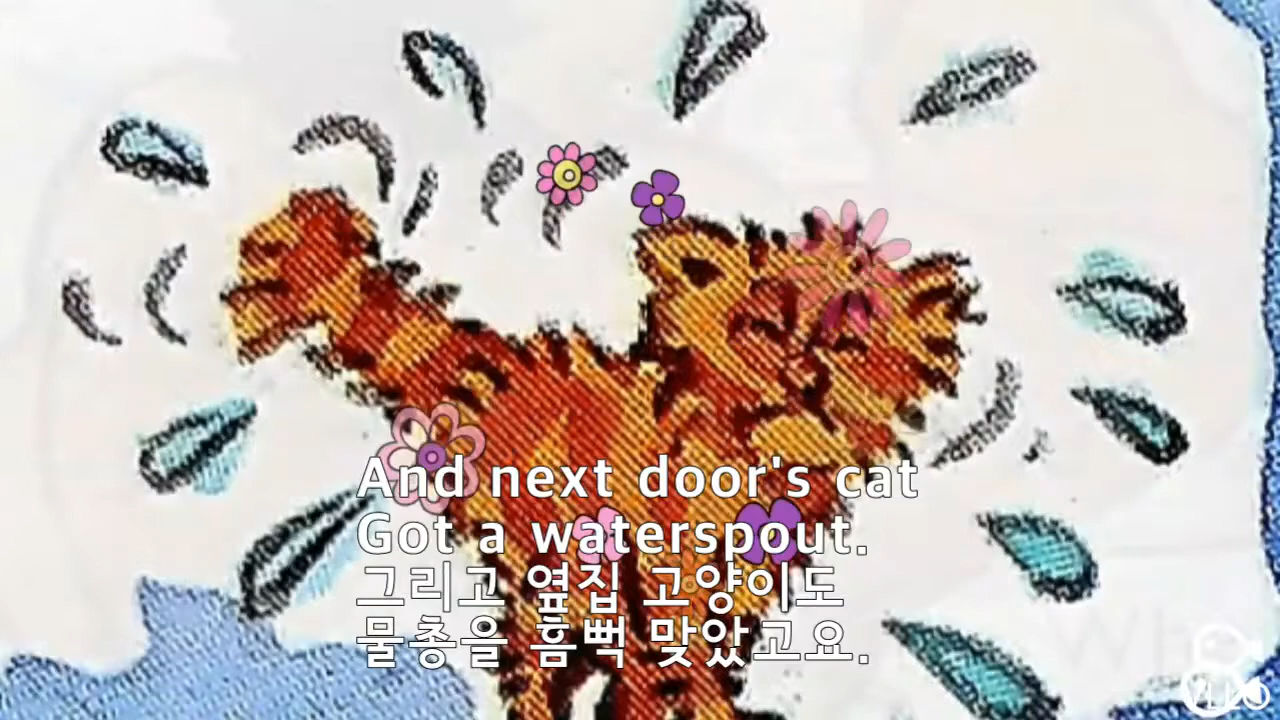 And next door's cat
Got a waterspout.
그리고 옆집 고양이도
물총을 흠뻑 맞았고요.
VLLO